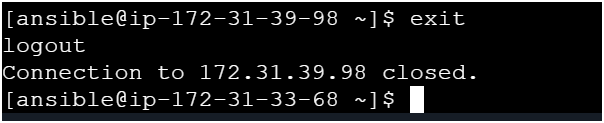 [ansible@ip-172-31-39-98 ~]$ exit
logout
Connection to 172.31.39.98 closed.
[ansible@ip-172-31-33-68 ~]$